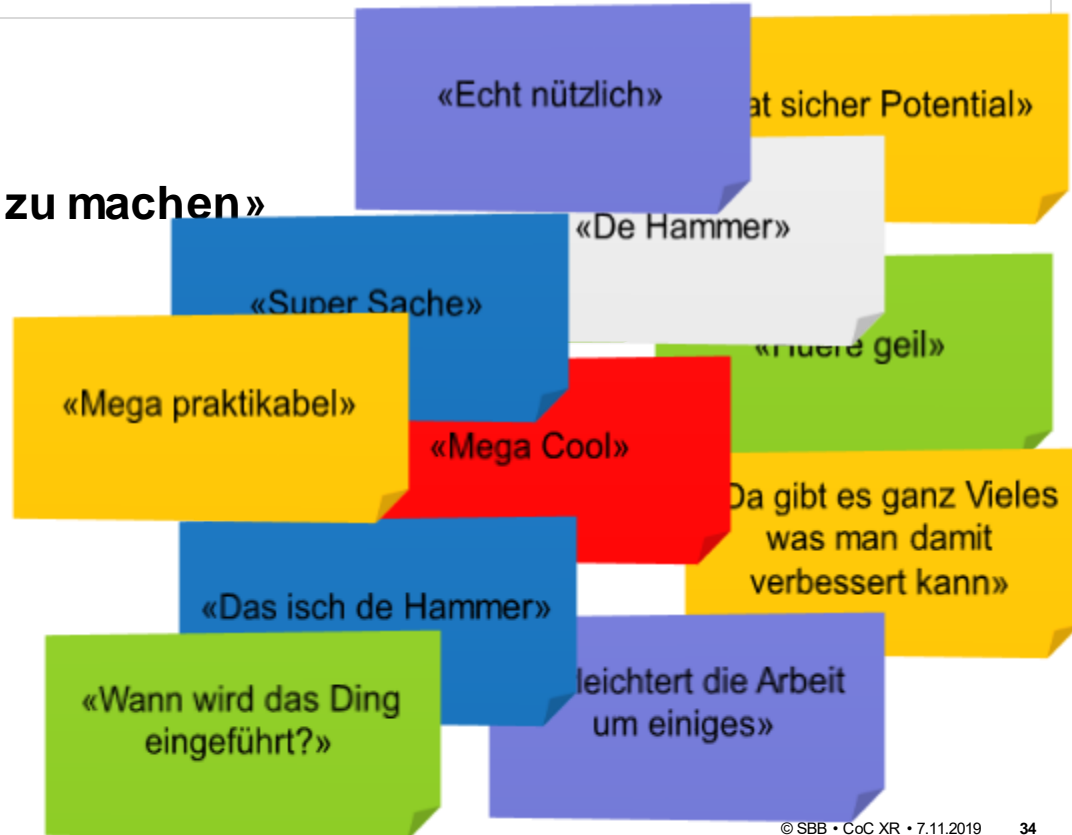 «Echt nützlich»
at sicher Potential»
zu machen»
«De Hammer»
«Super Sache»
«Huere geil»
«Mega praktikabel»
«Mega Cool»
Da gibt es ganz Vieles
was man damit
verbessert kann»
«Das isch de Hammer»
leichtert die Arbeit
um einiges»
«Wann wird das Ding
eingeführt?»
© SBB • CoC XR • 7.11.2019 34